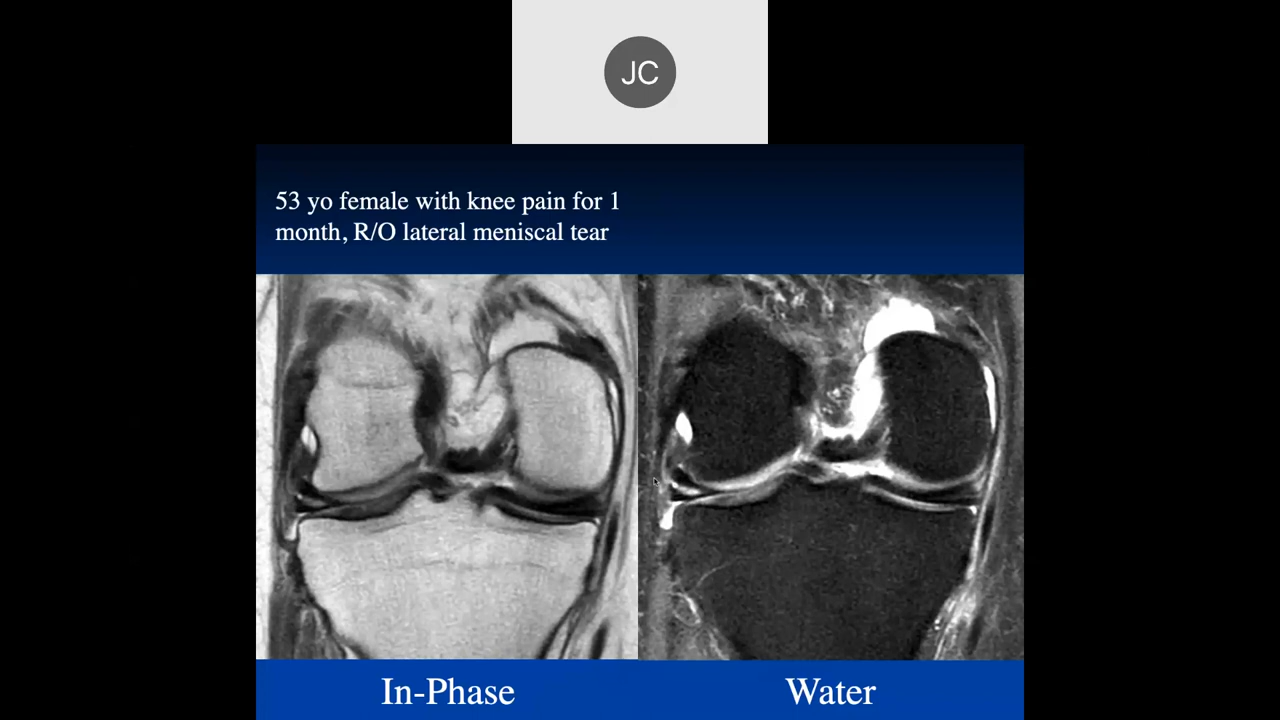 JC
53 yo female with knee pain for 1
month, R/O lateral meniscal tear
In-Phase
Water